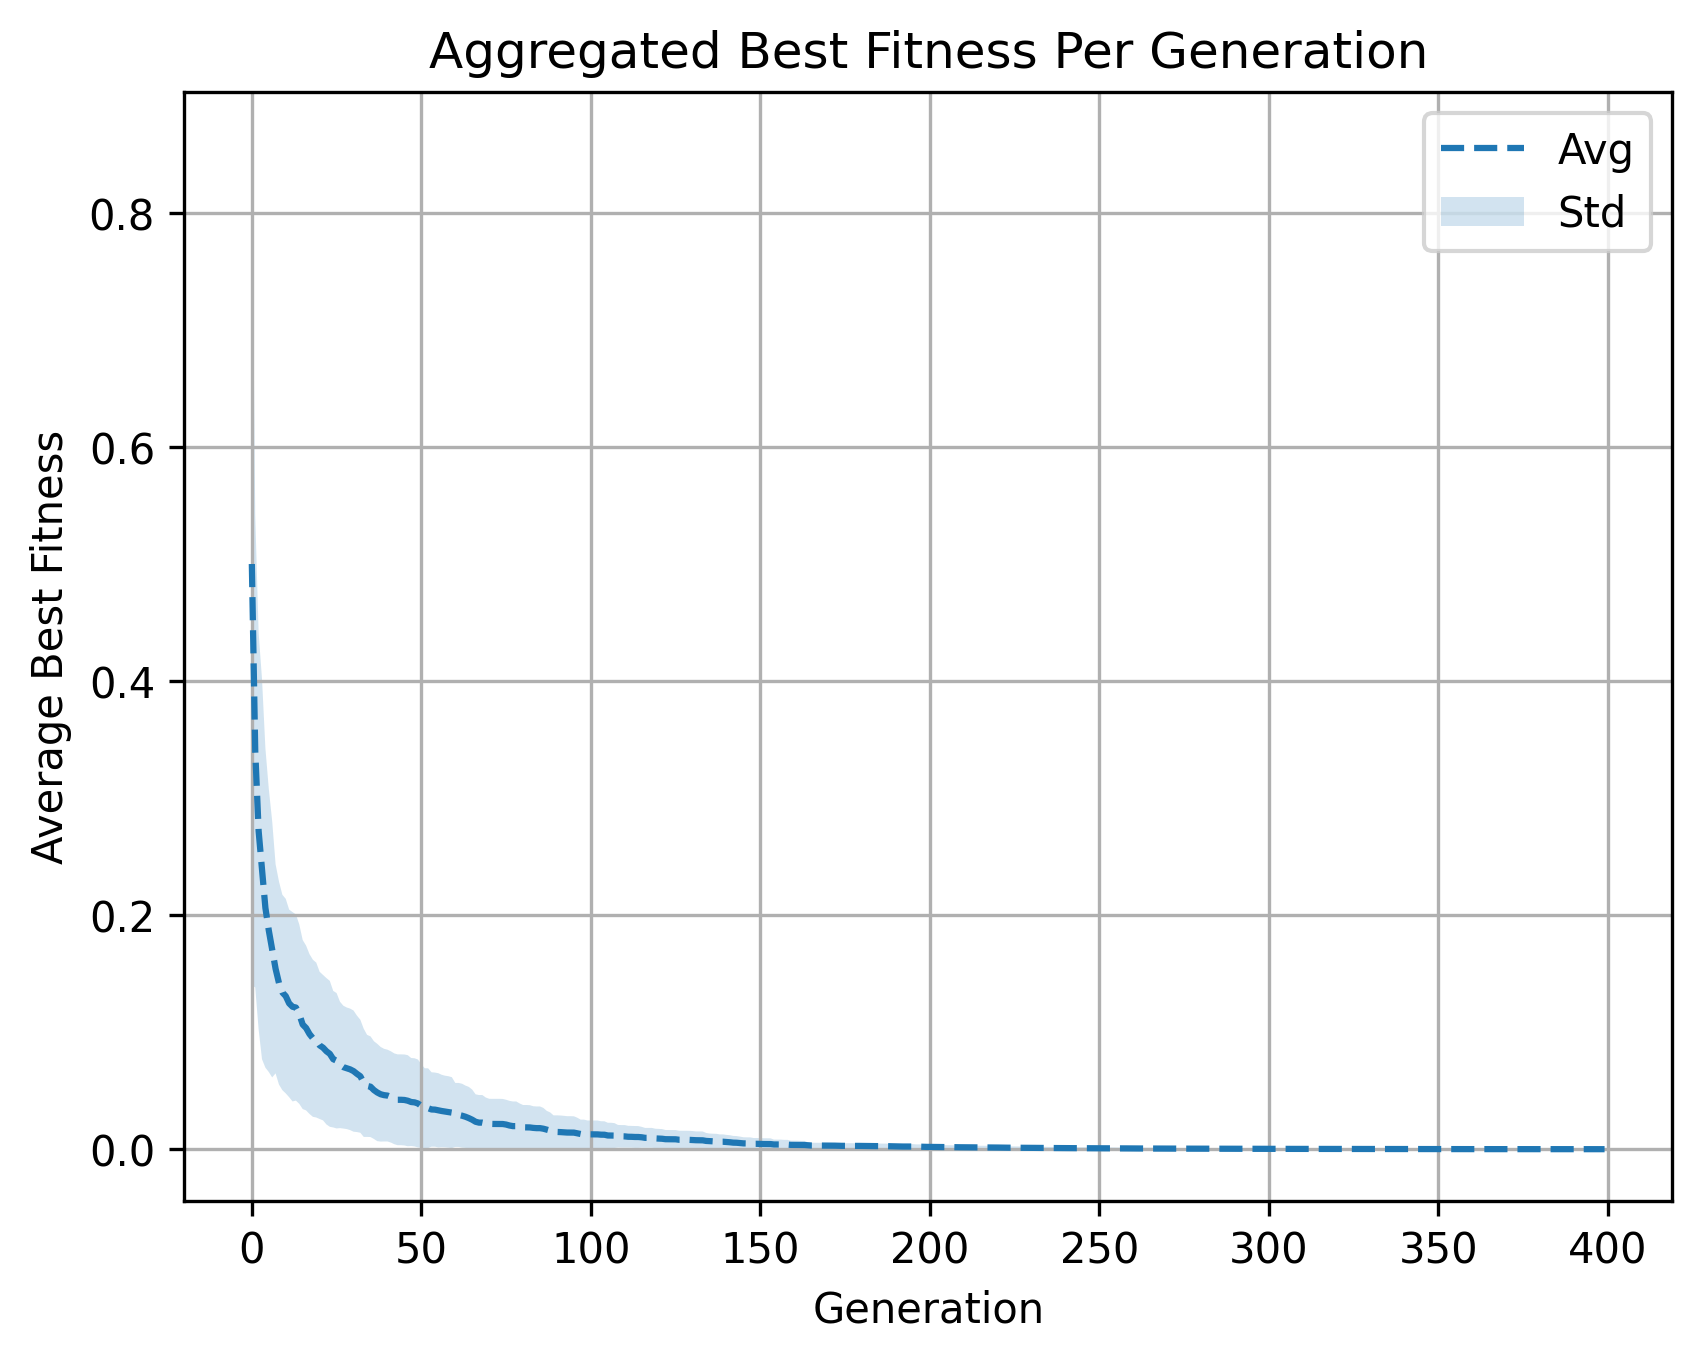 Aggregated Best Fitness Per Generation
Avg
Std
Average Best Fitness
0.8
0.6
0.4
0.2
0.0
0 50 100 150 200 250 300 350 400
Generation